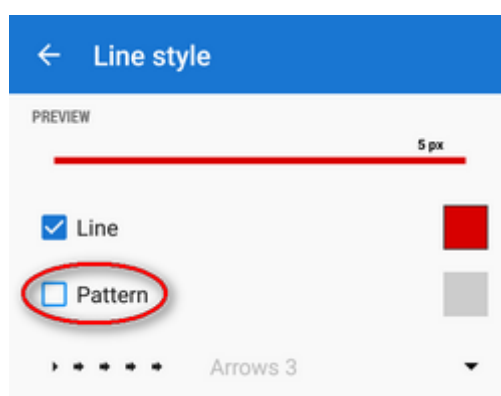 Line style
PREVIEW
5 px
Line
Pattern
Arrows 3